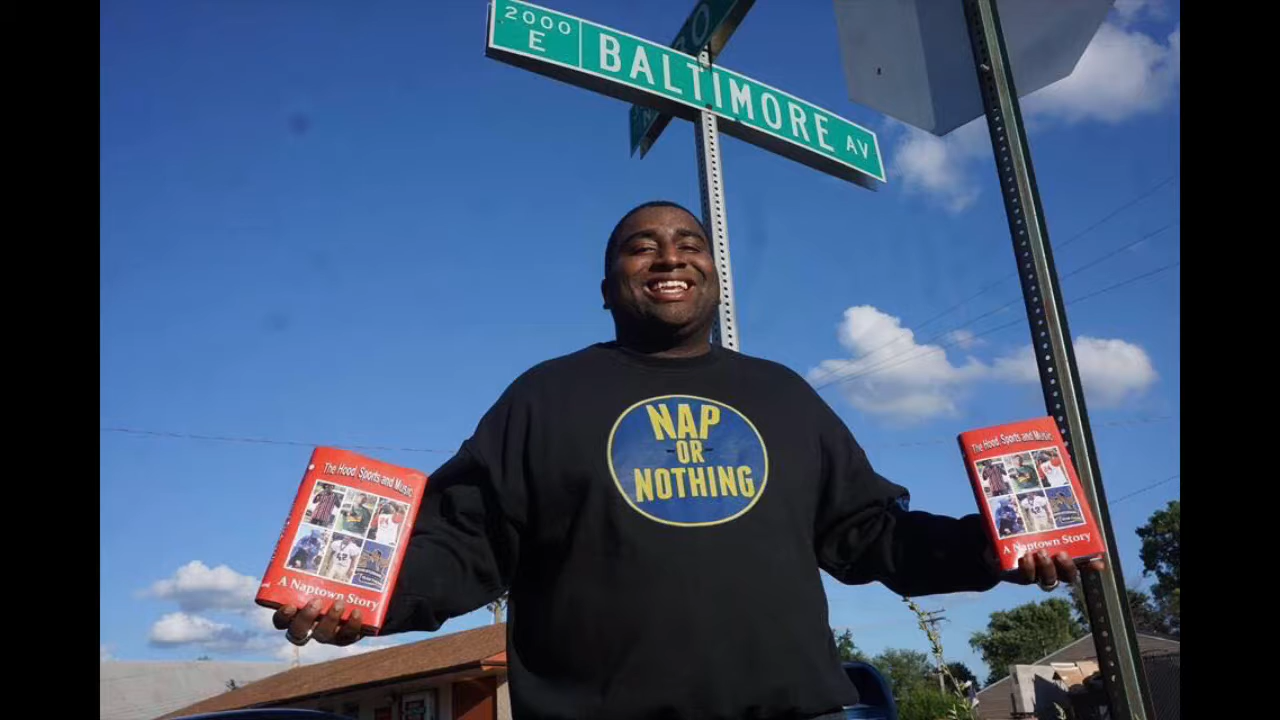 2000
E BALTIMORE AV
NAP
OR
NOTHING
The Hood, Sports and Music
A Naptown Story
The Hood, Sports and Music
A Naptown Story